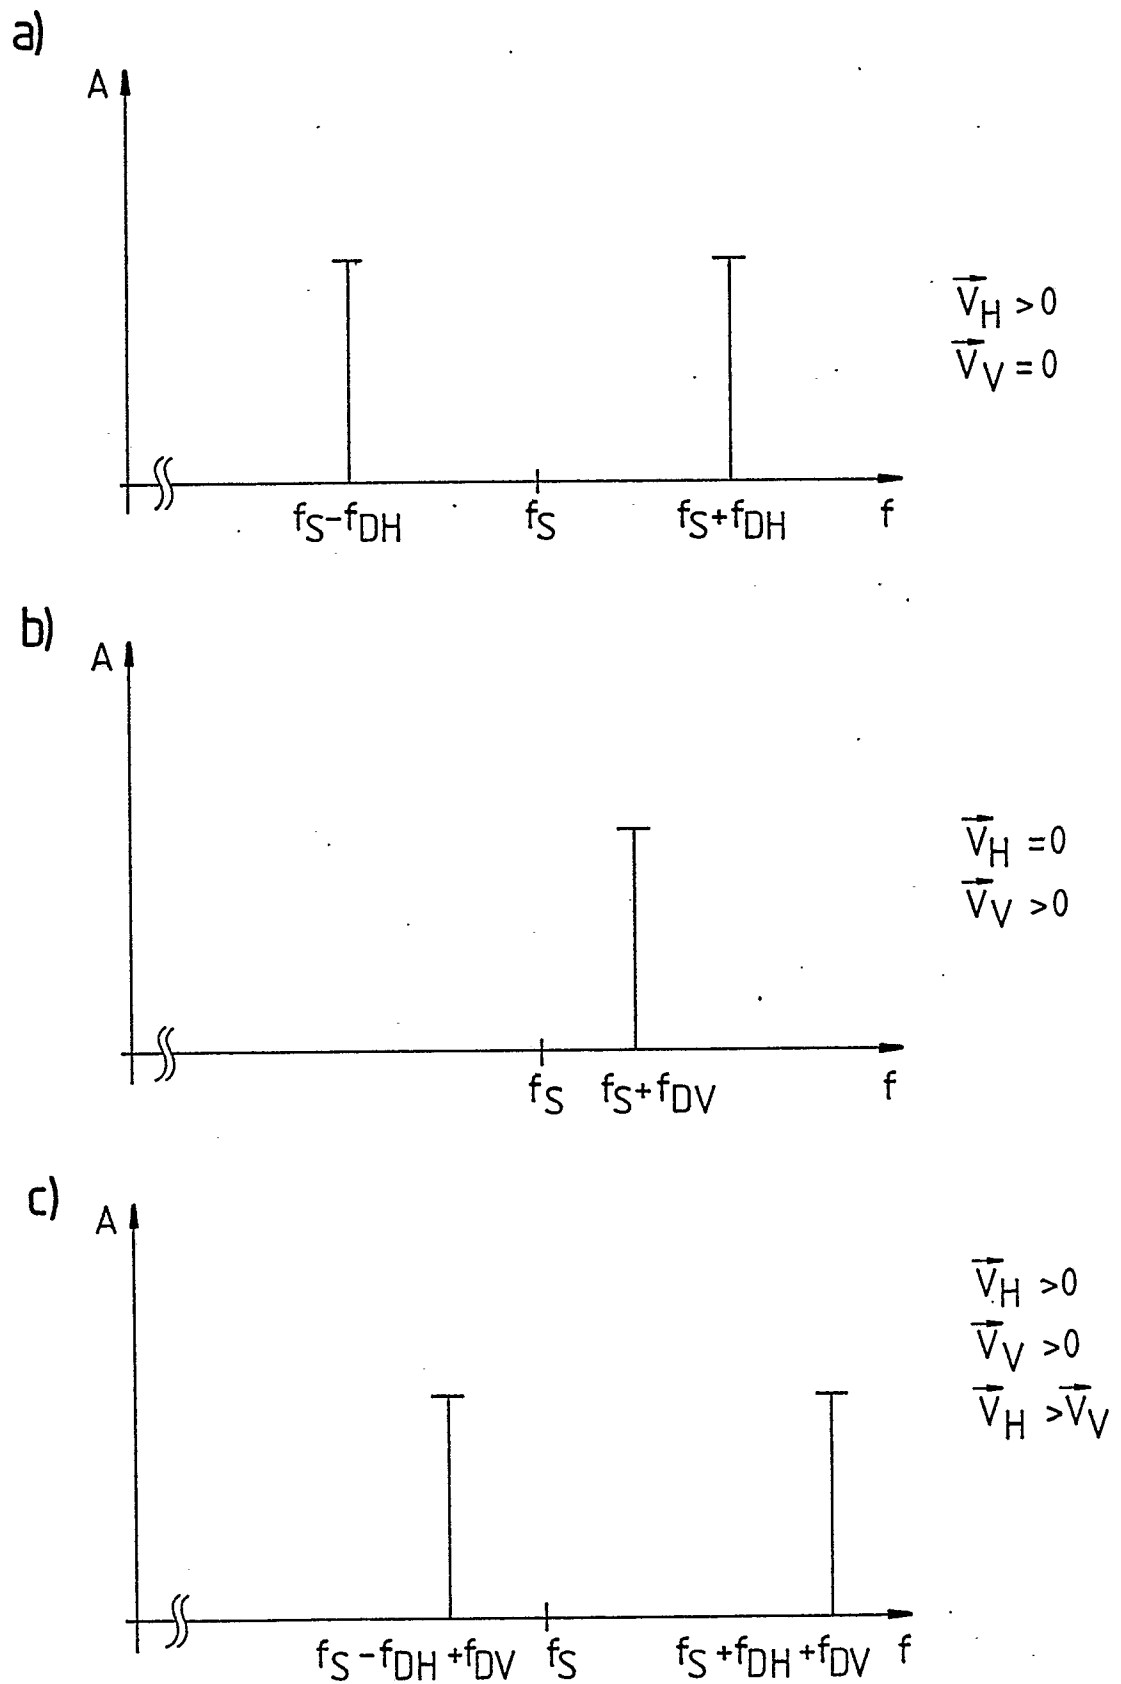 a)
A
V⃗H > 0
V⃗V = 0
fS–fDH fS fS+fDH f
b)
A
V⃗H = 0
V⃗V > 0
fS fS+fDV f
c)
A
V⃗H > 0
V⃗V > 0
V⃗H > V⃗V
fS–fDH+fDV fS fS+fDH+fDV f